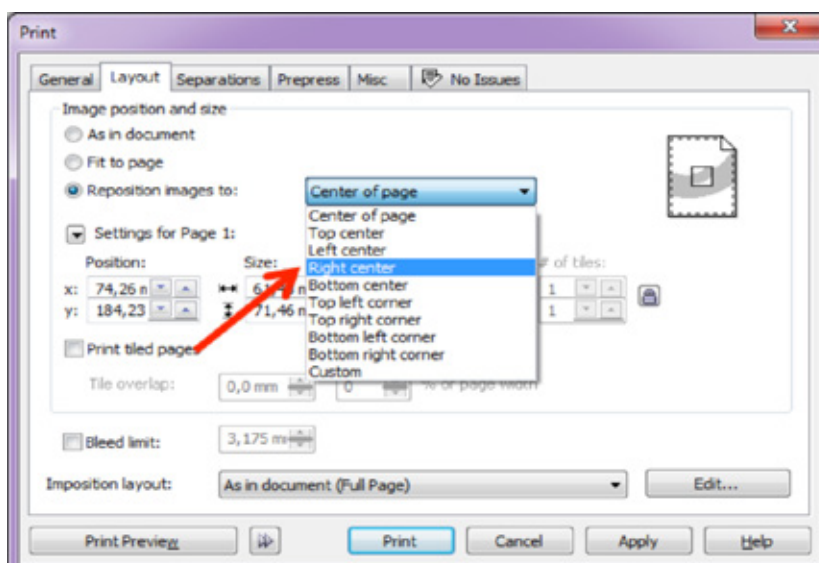 Print
General Layout Separations Prepress Misc No Issues
Image position and size
As in document
Fit to page
Reposition images to: Center of page
Center of page
Top center
Left center
Right center
Bottom center
Top left corner
Top right corner
Bottom left corner
Bottom right corner
Custom
Settings for Page 1:
Position: Size: # of tiles:
x: 74,26 1
y: 184,23 71,46 1
Print tiled pages
Tile overlap: 0,0 mm 0 % of page width
Bleed limit: 3,175
Imposition layout: As in document (Full Page) Edit...
Print Preview Print Cancel Apply Help